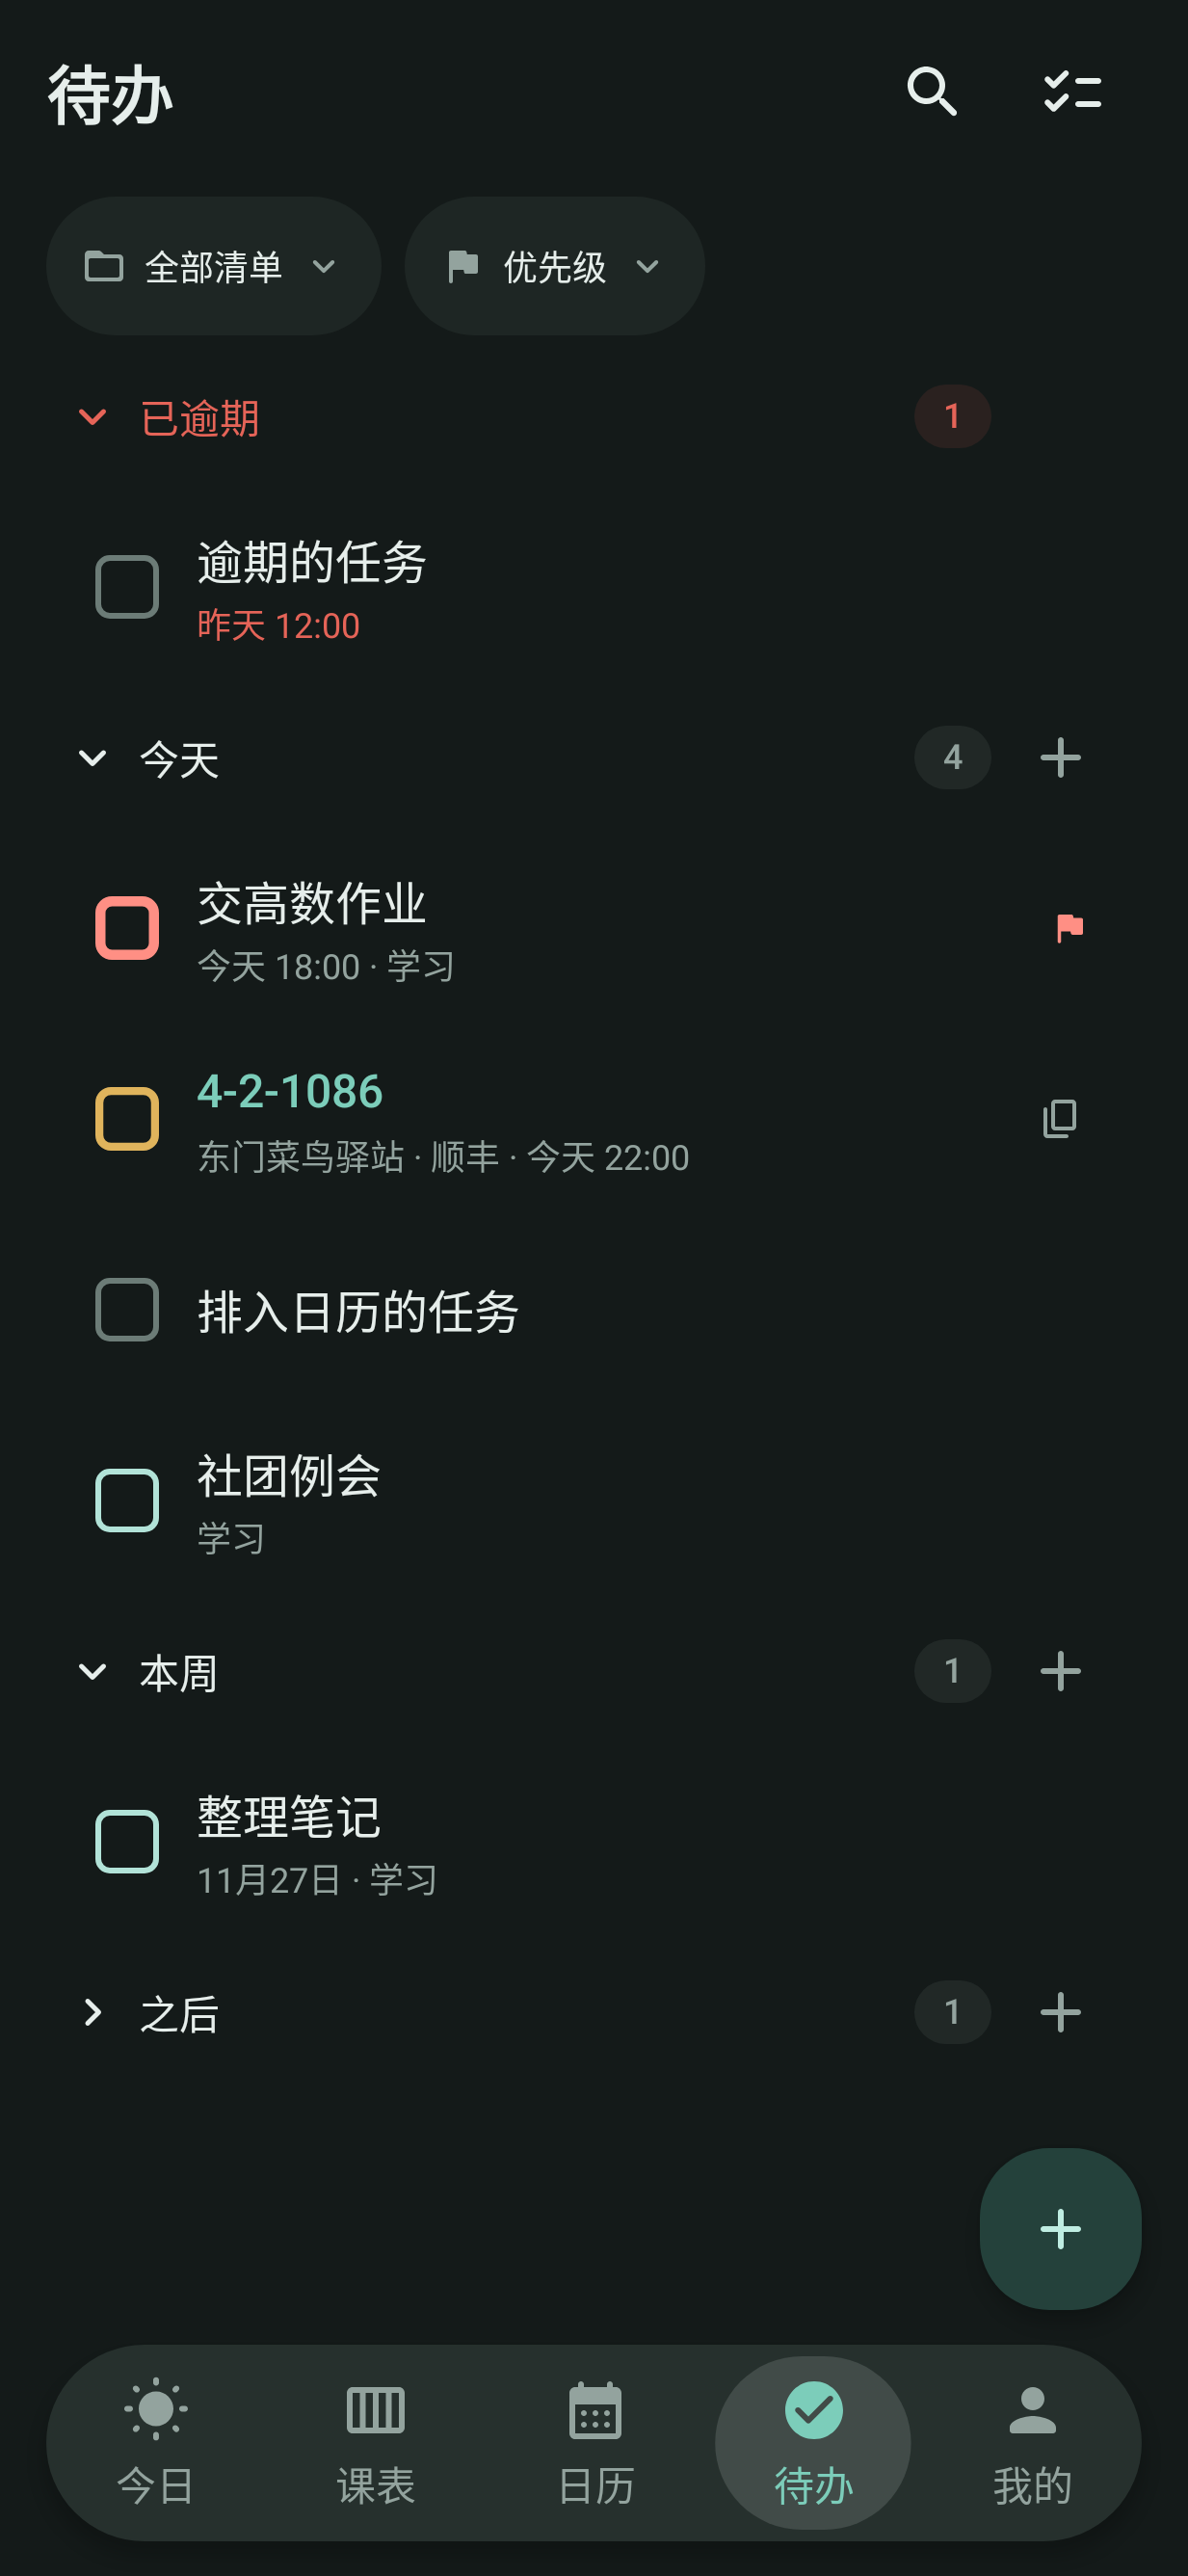 待办
全部清单
优先级
已逾期
1
逾期的任务
昨天 12:00
今天
4
交高数作业
今天 18:00 · 学习
4-2-1086
东门菜鸟驿站 · 顺丰 · 今天 22:00
排入日历的任务
社团例会
学习
本周
1
整理笔记
11月27日 · 学习
之后
1
今日
课表
日历
待办
我的